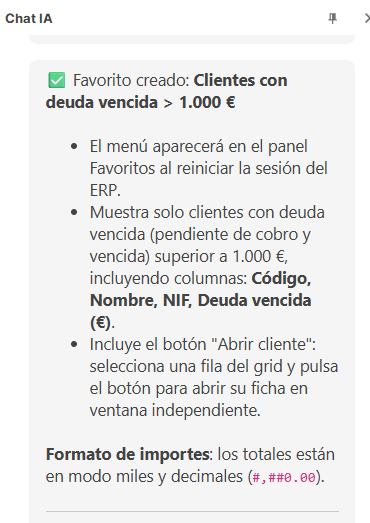 Chat IA
✅ Favorito creado: Clientes con
deuda vencida > 1.000 €
• El menú aparecerá en el panel
Favoritos al reiniciar la sesión del
ERP.
• Muestra solo clientes con deuda
vencida (pendiente de cobro y
vencida) superior a 1.000 €,
incluyendo columnas: Código,
Nombre, NIF, Deuda vencida
(€).
• Incluye el botón "Abrir cliente":
selecciona una fila del grid y pulsa
el botón para abrir su ficha en
ventana independiente.
Formato de importes: los totales están
en modo miles y decimales (#,##0.00).